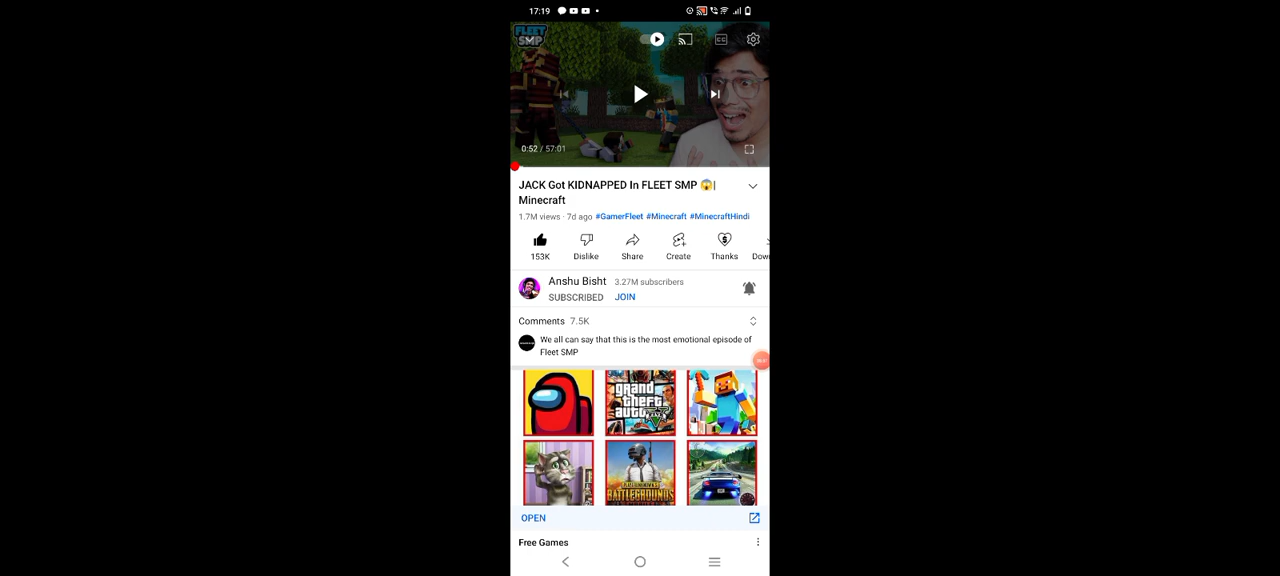 17:19
FLEET
SMP
CC
0:52 / 57:01
JACK Got KIDNAPPED In FLEET SMP 😱|
Minecraft
1.7M views · 7d ago #GamerFleet #Minecraft #MinecraftHindi
153K Dislike Share Create Thanks Dow
Anshu Bisht 3.27M subscribers
SUBSCRIBED JOIN
Comments 7.5K
We all can say that this is the most emotional episode of
Fleet SMP
grand
theft
auto
PLAYERUNKNOWN'S
BATTLEGROUNDS
OPEN
Free Games